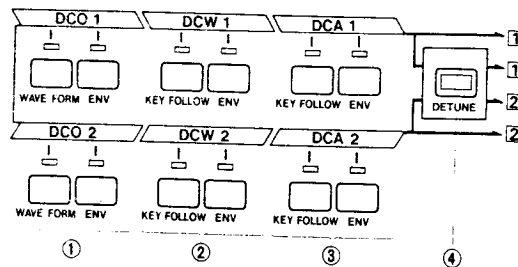 DCO 1 DCW 1 DCA 1
1
1
WAVE FORM ENV KEY FOLLOW ENV KEY FOLLOW ENV DETUNE
2
DCO 2 DCW 2 DCA 2
2
WAVE FORM ENV KEY FOLLOW ENV KEY FOLLOW ENV
① ② ③ ④